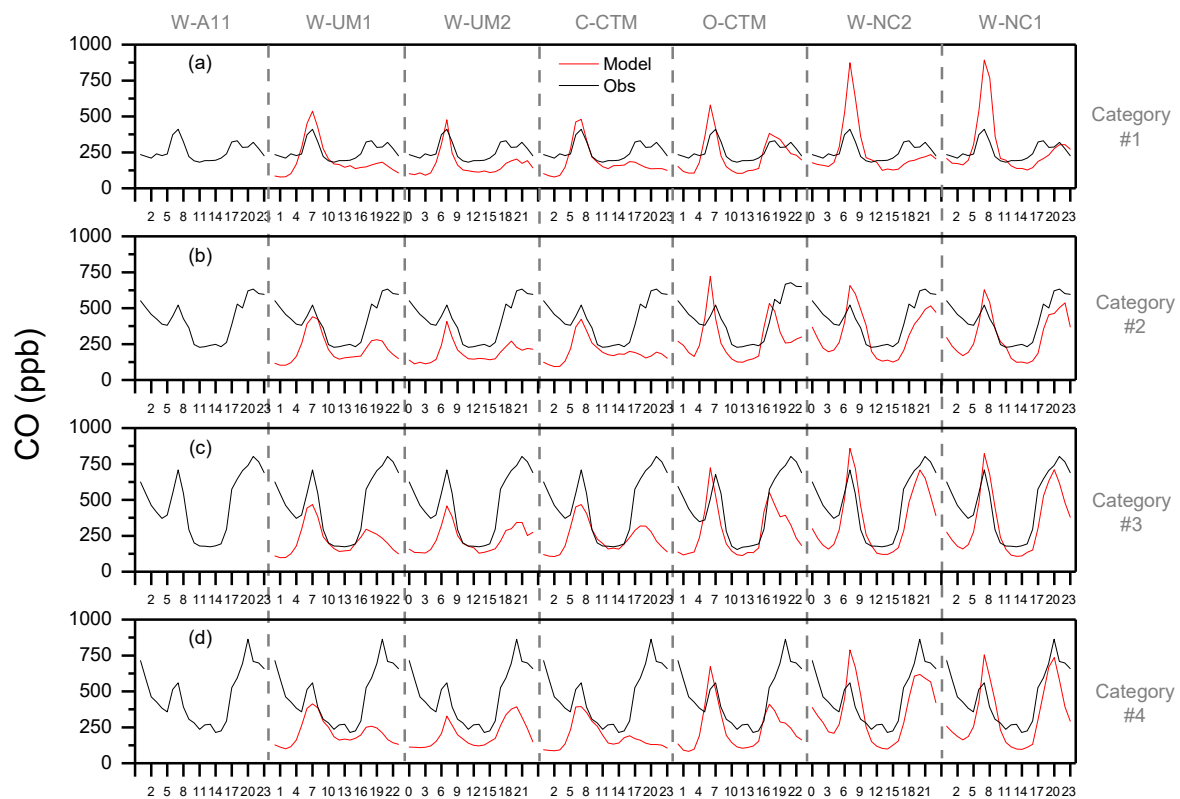 W-A11 W-UM1 W-UM2 C-CTM O-CTM W-NC2 W-NC1
CO (ppb)
1000
750
500
250
0
(a)
Model
Obs
Category
#1
2 5 8 11 14 17 20 23 1 4 7 10 13 16 19 22 0 3 6 9 12 15 18 21 2 5 8 11 14 17 20 23 1 4 7 10 13 16 19 22 0 3 6 9 12 15 18 21 2 5 8 11 14 17 20 23
1000
750
500
250
0
(b)
Category
#2
2 5 8 11 14 17 20 23 1 4 7 10 13 16 19 22 0 3 6 9 12 15 18 21 2 5 8 11 14 17 20 23 1 4 7 10 13 16 19 22 0 3 6 9 12 15 18 21 2 5 8 11 14 17 20 23
1000
750
500
250
0
(c)
Category
#3
2 5 8 11 14 17 20 23 1 4 7 10 13 16 19 22 0 3 6 9 12 15 18 21 2 5 8 11 14 17 20 23 1 4 7 10 13 16 19 22 0 3 6 9 12 15 18 21 2 5 8 11 14 17 20 23
1000
750
500
250
0
(d)
Category
#4
2 5 8 11 14 17 20 23 1 4 7 10 13 16 19 22 0 3 6 9 12 15 18 21 2 5 8 11 14 17 20 23 1 4 7 10 13 16 19 22 0 3 6 9 12 15 18 21 2 5 8 11 14 17 20 23